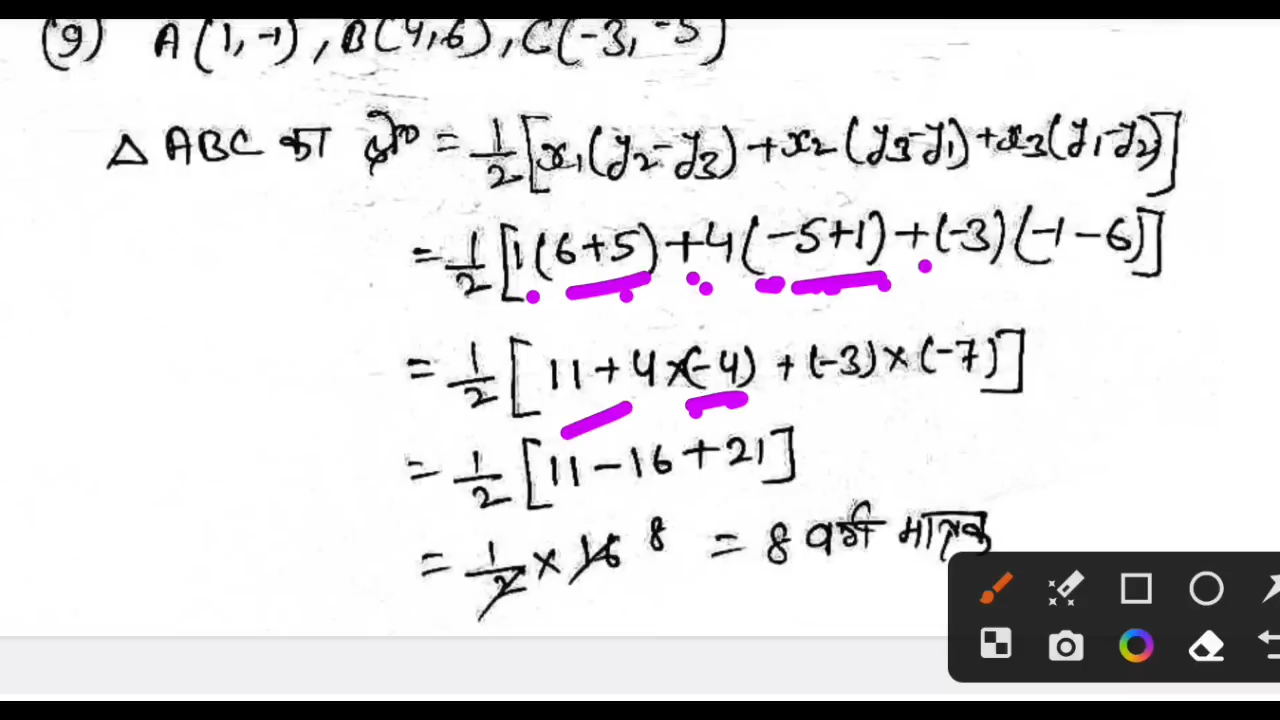 (9) A(1,-1), B(4,6), C(-3,-5)
△ ABC का क्षे० = 1/2 [x₁(y₂-y₃) + x₂(y₃-y₁) + x₃(y₁-y₂)]
= 1/2 [1(6+5) + 4(-5+1) + (-3)(-1-6)]
= 1/2 [11 + 4×(-4) + (-3)×(-7)]
= 1/2 [11 - 16 + 21]
= 1/2 × 16 8 = 8 वर्ग मात्रक